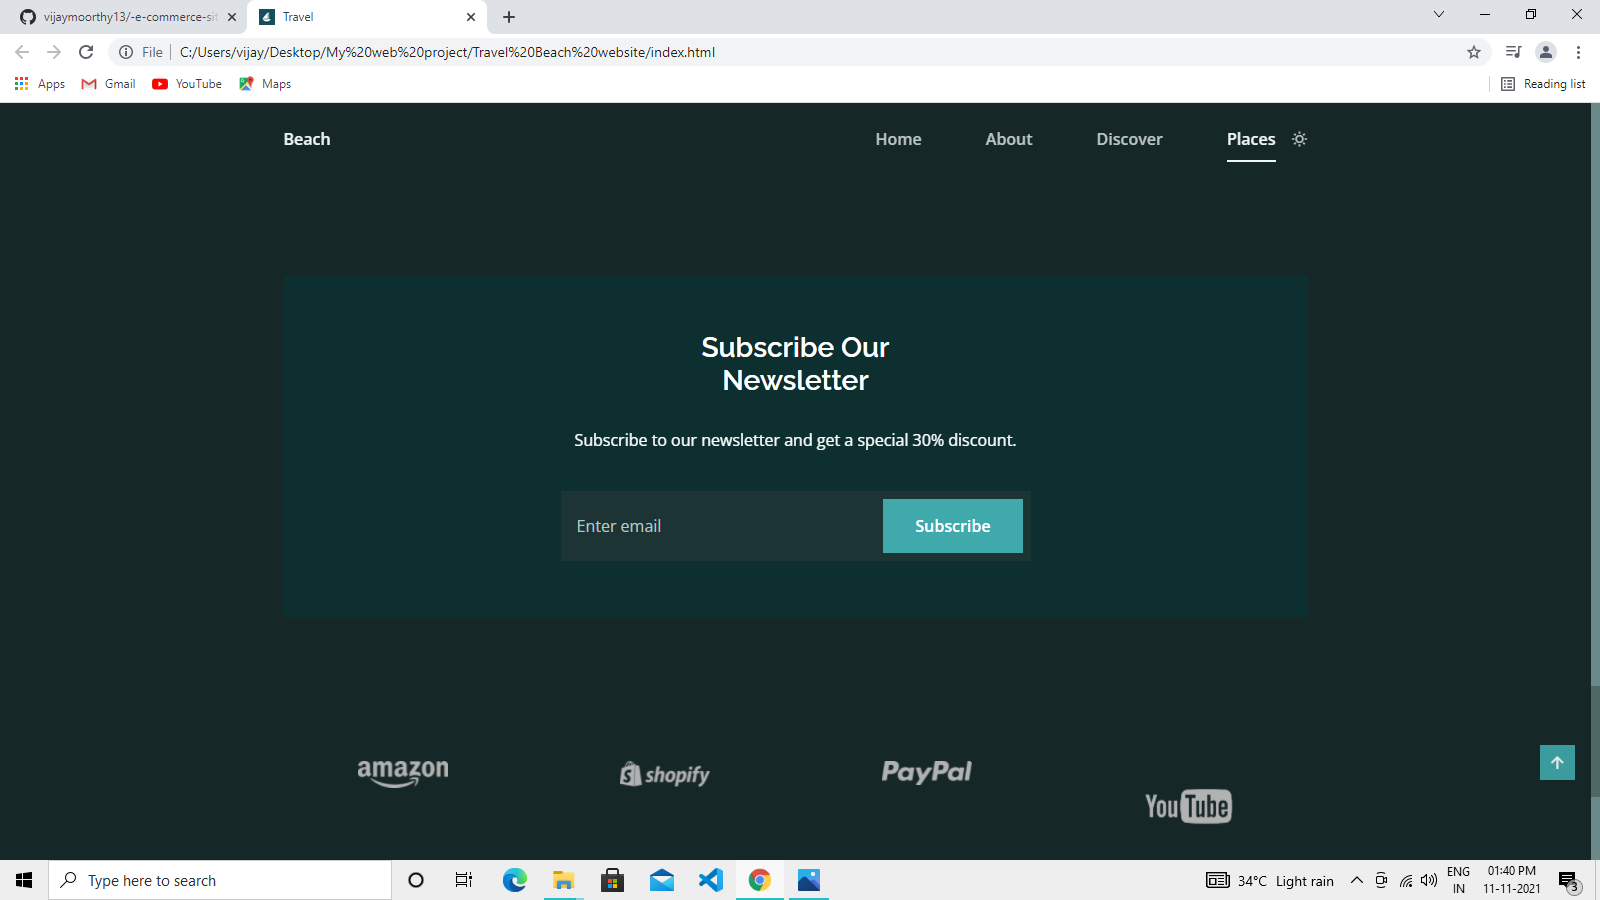 vijaymoorthy13/-e-commerce-sit
Travel
File
C:/Users/vijay/Desktop/My%20web%20project/Travel%20Beach%20website/index.html
Apps
Gmail
YouTube
Maps
Reading list
Beach
Home
About
Discover
Places
Subscribe Our
Newsletter
Subscribe to our newsletter and get a special 30% discount.
Enter email
Subscribe
amazon
shopify
PayPal
YouTube
Type here to search
34°C Light rain
ENG
IN
01:40 PM
11-11-2021
3